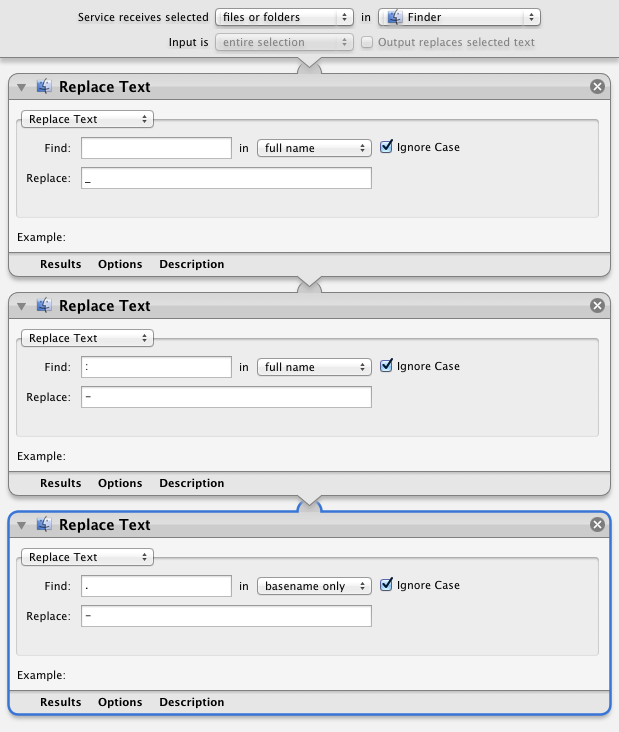 Service receives selected files or folders in Finder
Input is entire selection Output replaces selected text
Replace Text
Replace Text
Find: in full name Ignore Case
Replace: _
Example:
Results Options Description
Replace Text
Replace Text
Find: : in full name Ignore Case
Replace: -
Example:
Results Options Description
Replace Text
Replace Text
Find: . in basename only Ignore Case
Replace: -
Example:
Results Options Description